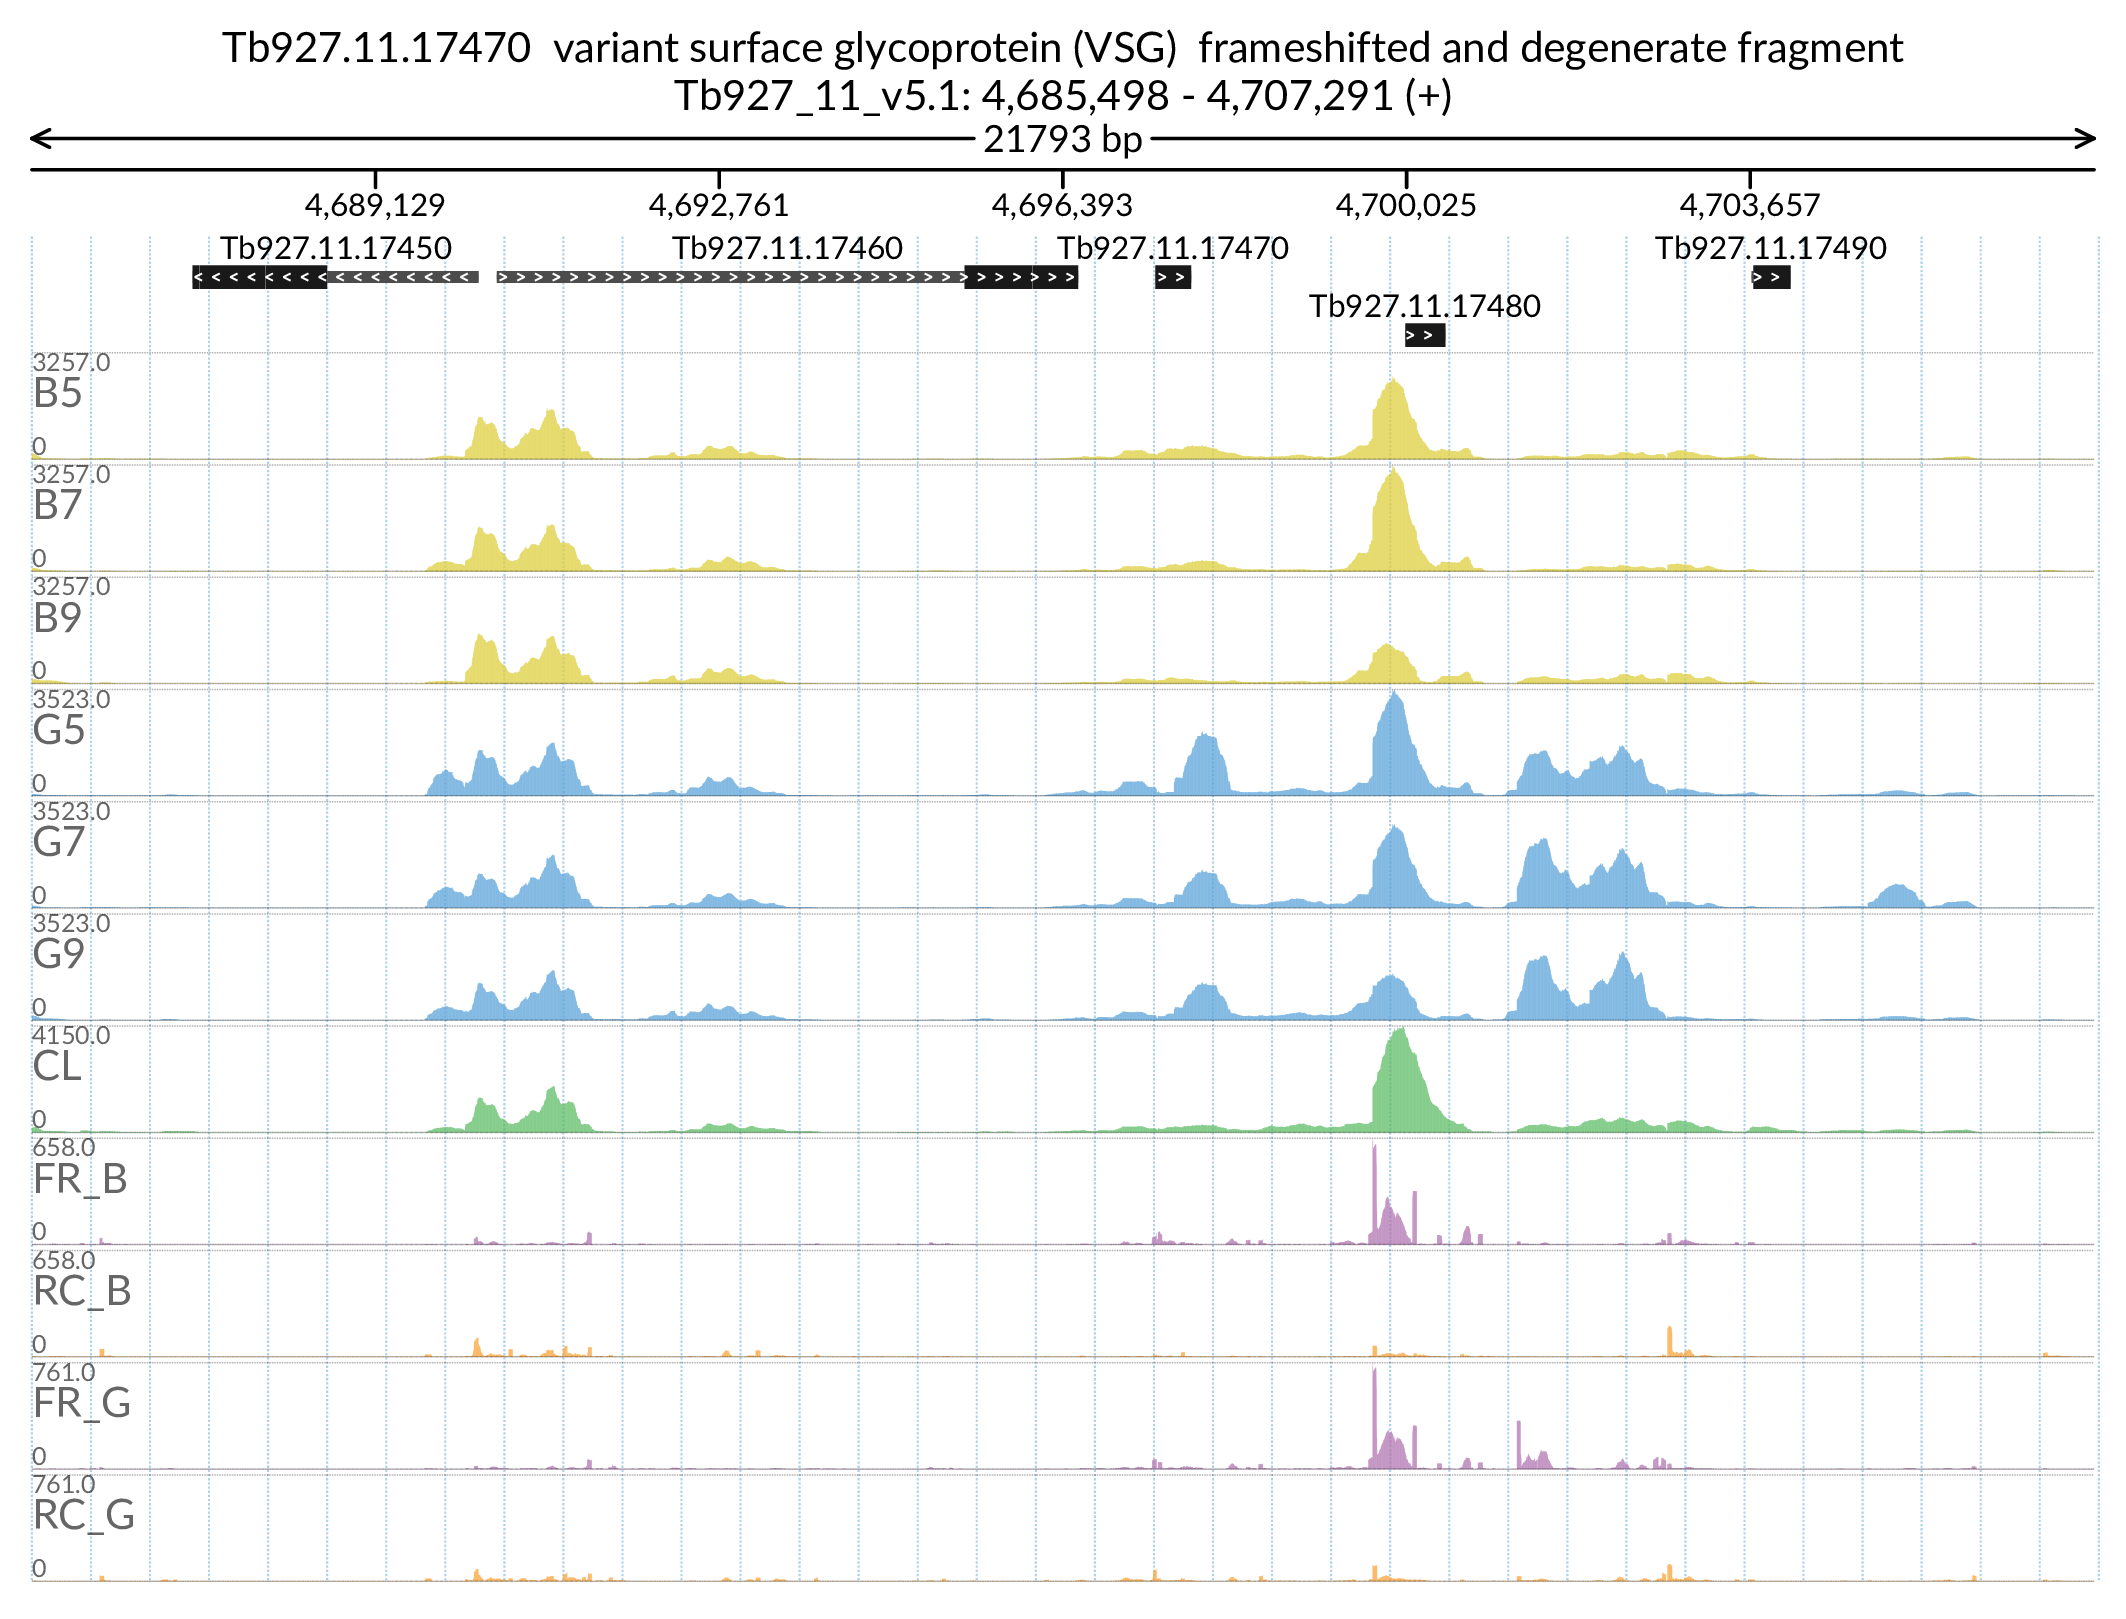 Tb927.11.17470  variant surface glycoprotein (VSG)  frameshifted and degenerate fragment
Tb927_11_v5.1: 4,685,498 - 4,707,291 (+)
21793 bp
4,689,129 4,692,761 4,696,393 4,700,025 4,703,657
Tb927.11.17450 Tb927.11.17460 Tb927.11.17470 Tb927.11.17490
Tb927.11.17480
3257.0
B5
0
3257.0
B7
0
3257.0
B9
0
3523.0
G5
0
3523.0
G7
0
3523.0
G9
0
4150.0
CL
0
658.0
FR_B
0
658.0
RC_B
0
761.0
FR_G
0
761.0
RC_G
0